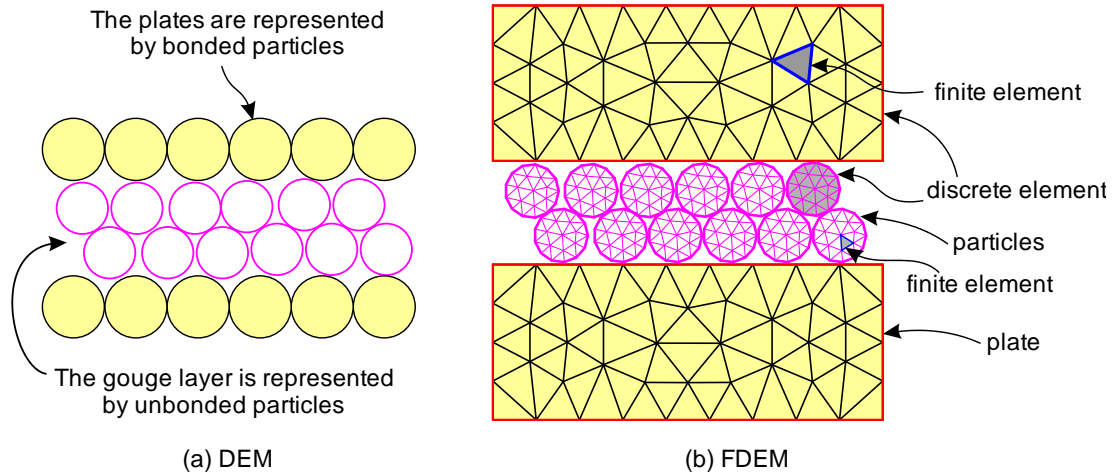 The plates are represented
by bonded particles
The gouge layer is represented
by unbonded particles
(a) DEM
finite element
discrete element
particles
finite element
plate
(b) FDEM